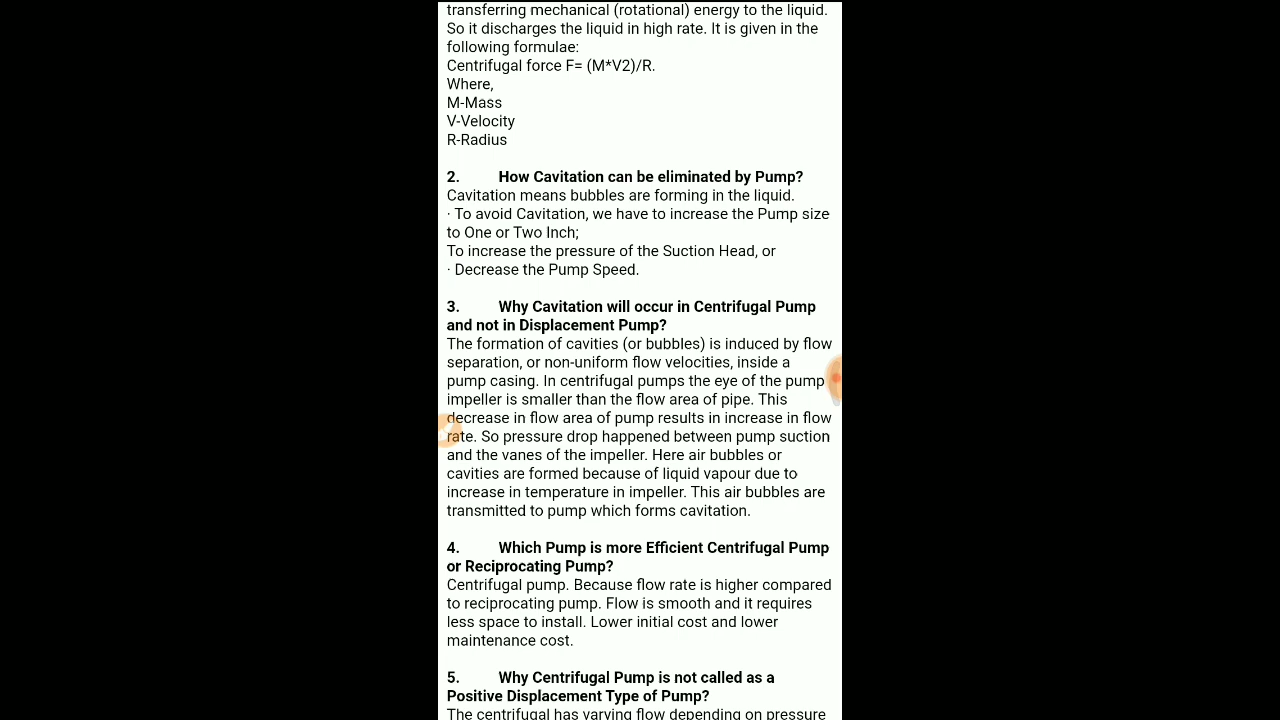 transferring mechanical (rotational) energy to the liquid.
So it discharges the liquid in high rate. It is given in the
following formulae:
Centrifugal force F= (M*V2)/R.
Where,
M-Mass
V-Velocity
R-Radius
2. How Cavitation can be eliminated by Pump?
Cavitation means bubbles are forming in the liquid.
· To avoid Cavitation, we have to increase the Pump size
to One or Two Inch;
To increase the pressure of the Suction Head, or
· Decrease the Pump Speed.
3. Why Cavitation will occur in Centrifugal Pump
and not in Displacement Pump?
The formation of cavities (or bubbles) is induced by flow
separation, or non-uniform flow velocities, inside a
pump casing. In centrifugal pumps the eye of the pump
impeller is smaller than the flow area of pipe. This
decrease in flow area of pump results in increase in flow
rate. So pressure drop happened between pump suction
and the vanes of the impeller. Here air bubbles or
cavities are formed because of liquid vapour due to
increase in temperature in impeller. This air bubbles are
transmitted to pump which forms cavitation.
4. Which Pump is more Efficient Centrifugal Pump
or Reciprocating Pump?
Centrifugal pump. Because flow rate is higher compared
to reciprocating pump. Flow is smooth and it requires
less space to install. Lower initial cost and lower
maintenance cost.
5. Why Centrifugal Pump is not called as a
Positive Displacement Type of Pump?
The centrifugal has varying flow depending on pressure